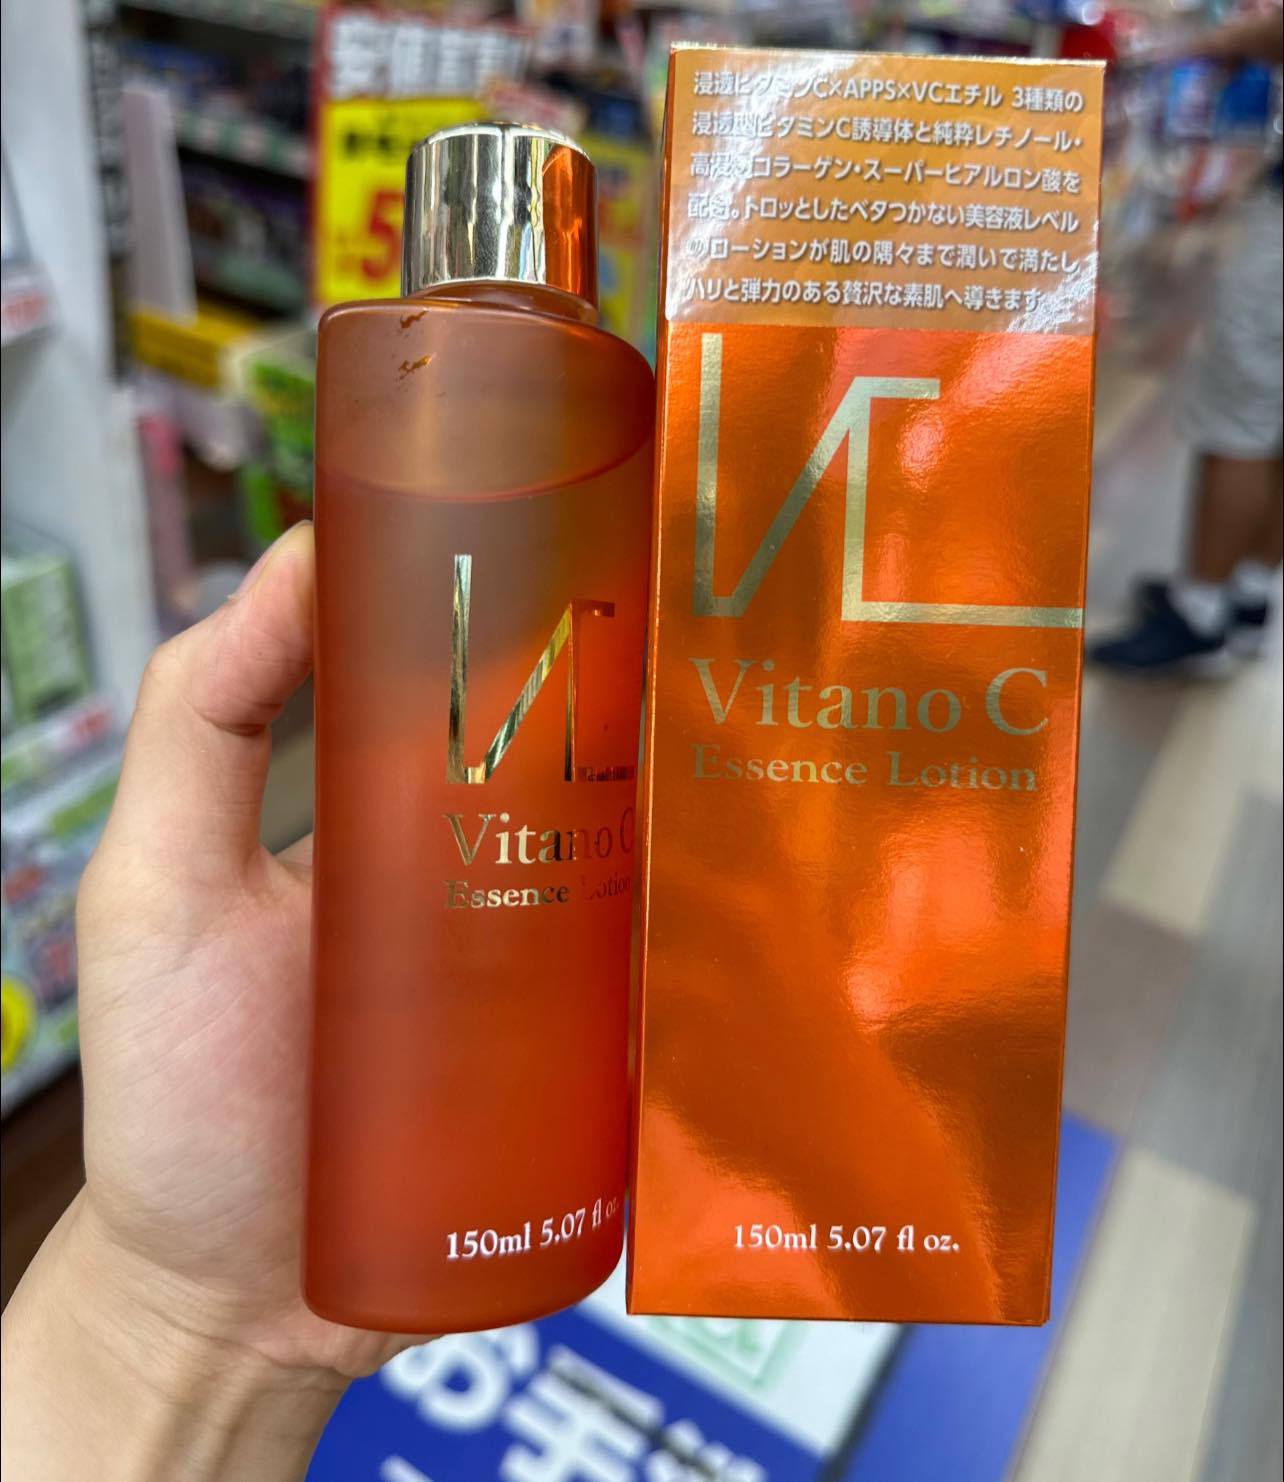 浸透ビタミンC×APPS×VCエチル 3種類の
浸透型ビタミンC誘導体と純粋レチノール・
高浸透コラーゲン・スーパーヒアルロン酸を
配合。トロッとしたベタつかない美容液レベル
のローションが肌の隅々まで潤いで満たし
ハリと弾力のある贅沢な素肌へ導きます。
VC
Vitano C
Essence Lotion
150ml 5.07 fl oz.
VC
Vitano C
Essence Lotion
150ml 5.07 fl oz.